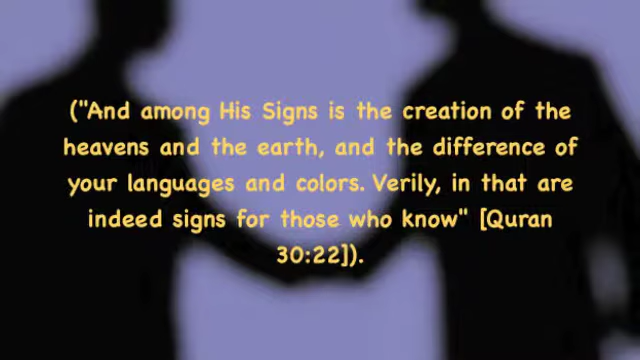 ("And among His Signs is the creation of the
heavens and the earth, and the difference of
your languages and colors. Verily, in that are
indeed signs for those who know" [Quran
30:22]).